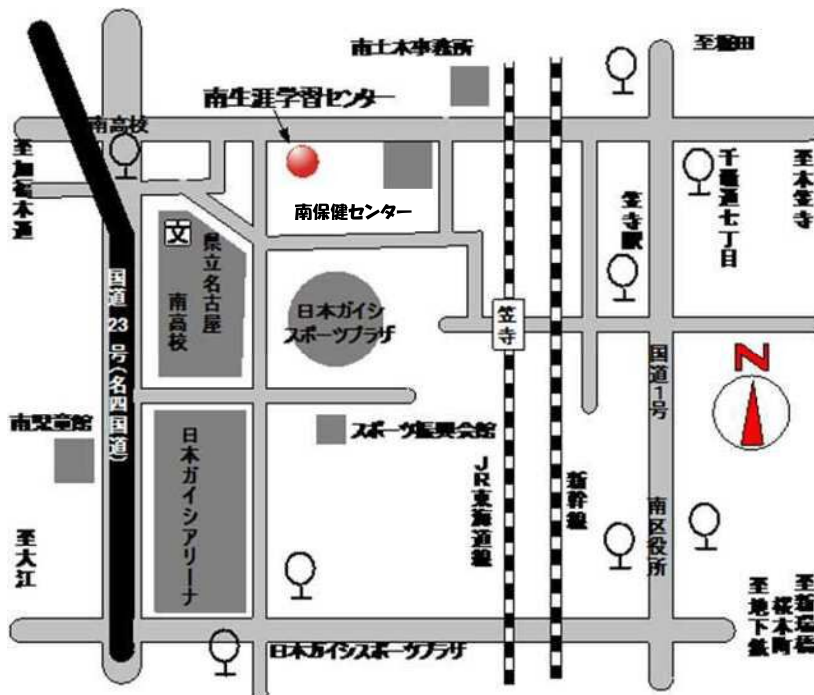 南土木事務所
至堀田
南生涯学習センター
南高校
至加福本通
南保健センター
笠寺駅
千竈通七丁目
至本笠寺
文
県立名古屋
南高校
日本ガイシ
スポーツプラザ
笠寺
国道23号(名四国道)
国道1号
N
南児童館
スポーツ振興会館
日本ガイシアリーナ
JR東海道線
新幹線
南区役所
至大江
日本ガイシスポーツプラザ
至新瑞橋
桜本町
至地下鉄